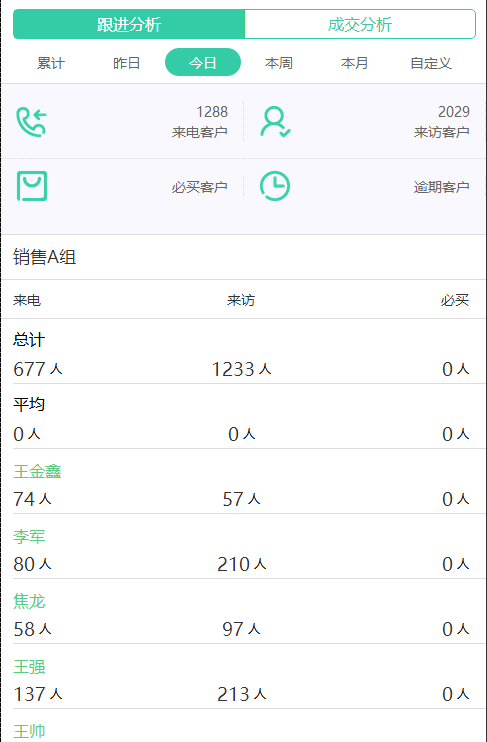 跟进分析 成交分析
累计 昨日 今日 本周 本月 自定义
1288 2029
来电客户 来访客户
必买客户 逾期客户
销售A组
来电 来访 必买
总计
677 人 1233 人 0 人
平均
0 人 0 人 0 人
王金鑫
74 人 57 人 0 人
李军
80 人 210 人 0 人
焦龙
58 人 97 人 0 人
王强
137 人 213 人 0 人
王帅